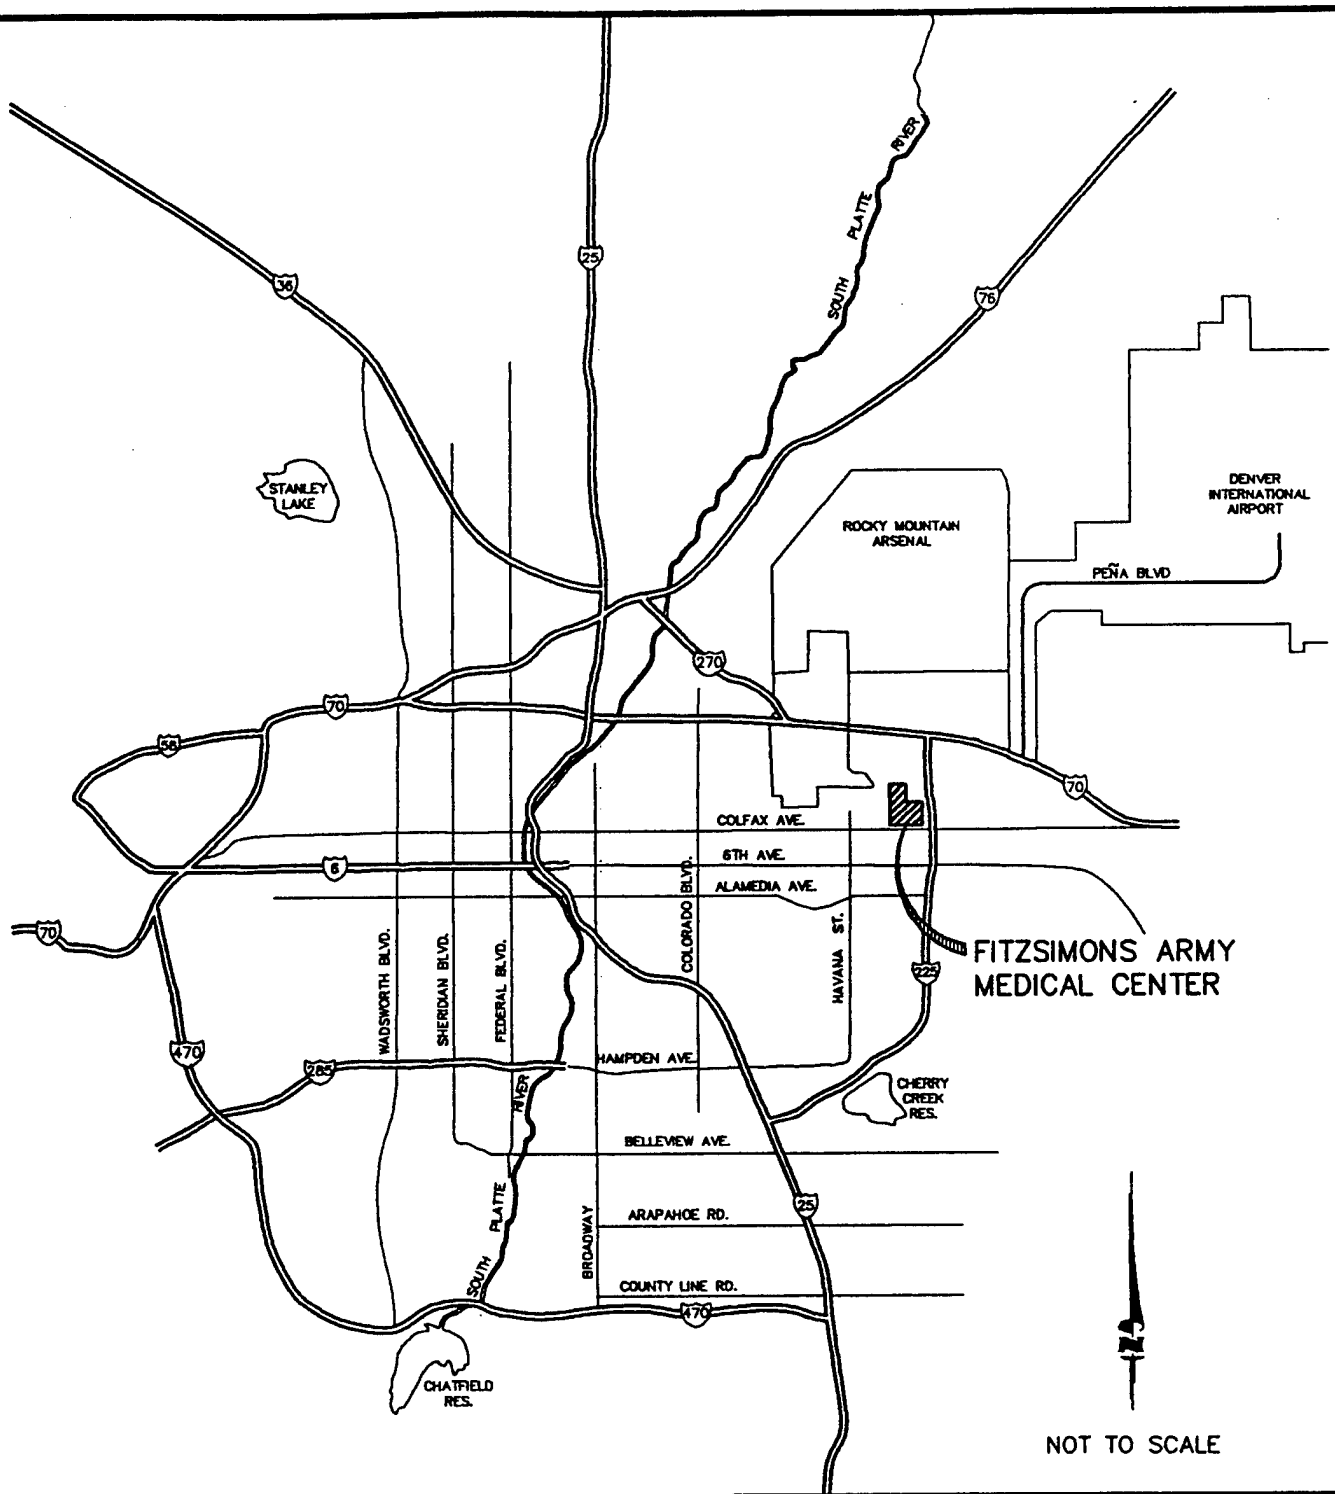 RIVER
PLATTE
SOUTH
25
36
76
STANLEY
LAKE
DENVER
INTERNATIONAL
AIRPORT
ROCKY MOUNTAIN
ARSENAL
PEÑA BLVD
270
70
58
70
COLFAX AVE.
6TH AVE.
6
ALAMEDIA AVE.
COLORADO BLVD.
HAVANA ST.
70
WADSWORTH BLVD.
SHERIDIAN BLVD.
FEDERAL BLVD.
FITZSIMONS ARMY
MEDICAL CENTER
225
470
285
HAMPDEN AVE.
RIVER
CHERRY
CREEK
RES.
BELLEVIEW AVE.
PLATTE
25
ARAPAHOE RD.
BROADWAY
SOUTH
COUNTY LINE RD.
470
CHATFIELD
RES.
N
NOT TO SCALE